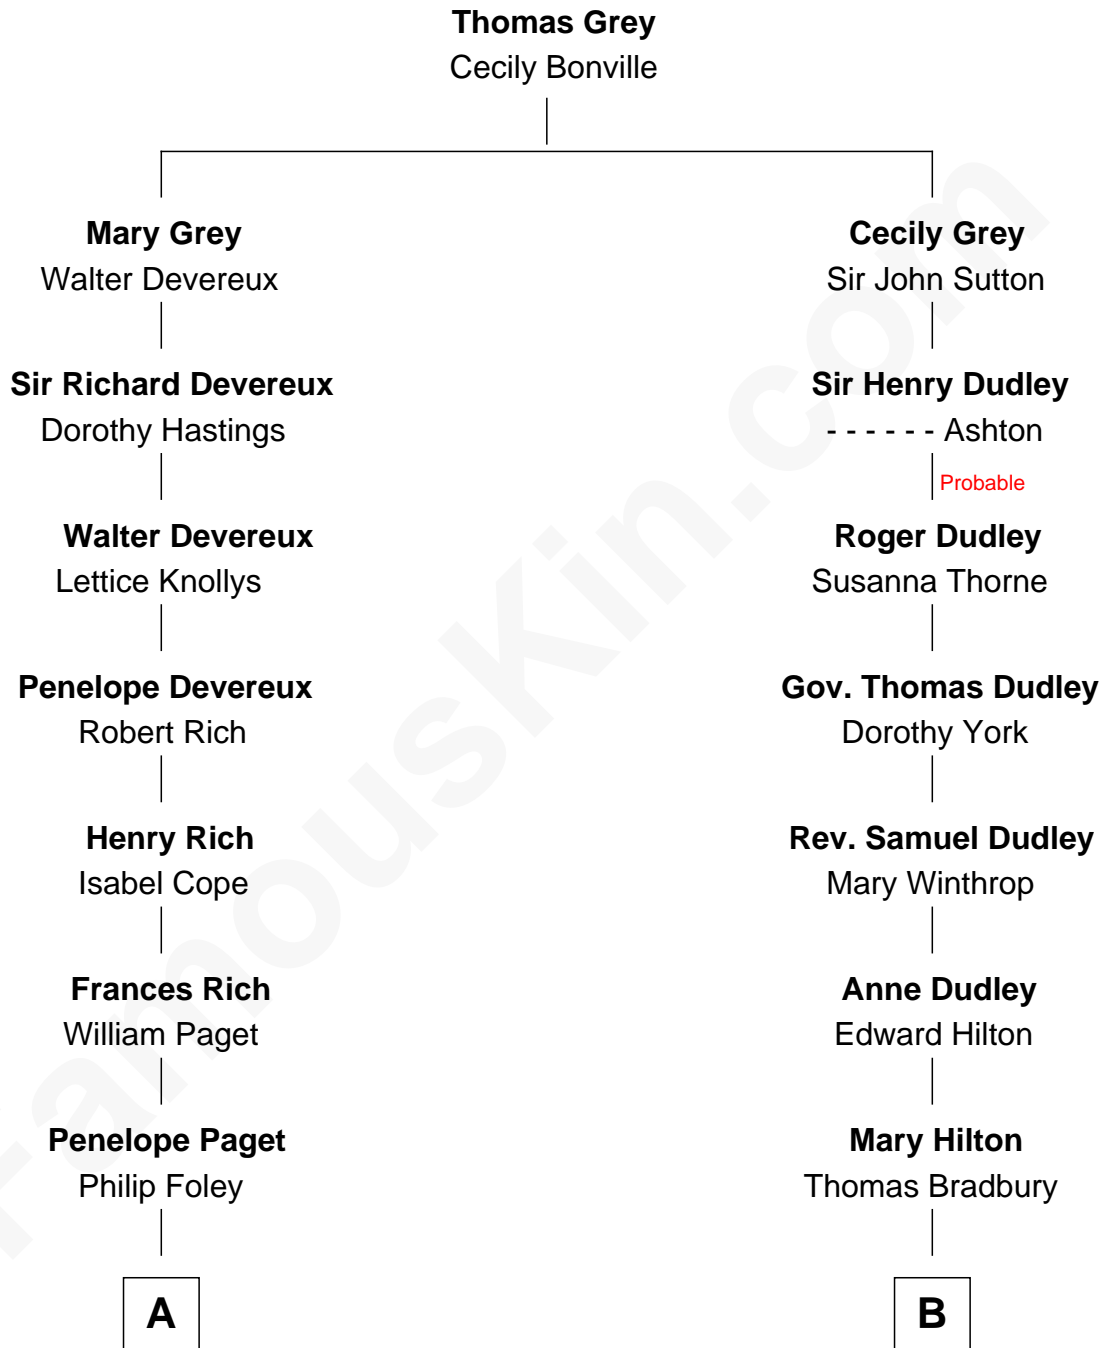 Thomas Grey
Cecily Bonville
Mary Grey
Walter Devereux
Cecily Grey
Sir John Sutton
Sir Richard Devereux
Dorothy Hastings
Sir Henry Dudley
- - - - - - Ashton
Probable
Walter Devereux
Lettice Knollys
Roger Dudley
Susanna Thorne
Penelope Devereux
Robert Rich
Gov. Thomas Dudley
Dorothy York
Henry Rich
Isabel Cope
Rev. Samuel Dudley
Mary Winthrop
Frances Rich
William Paget
Anne Dudley
Edward Hilton
Penelope Paget
Philip Foley
Mary Hilton
Thomas Bradbury
A
B
FamousKin.com